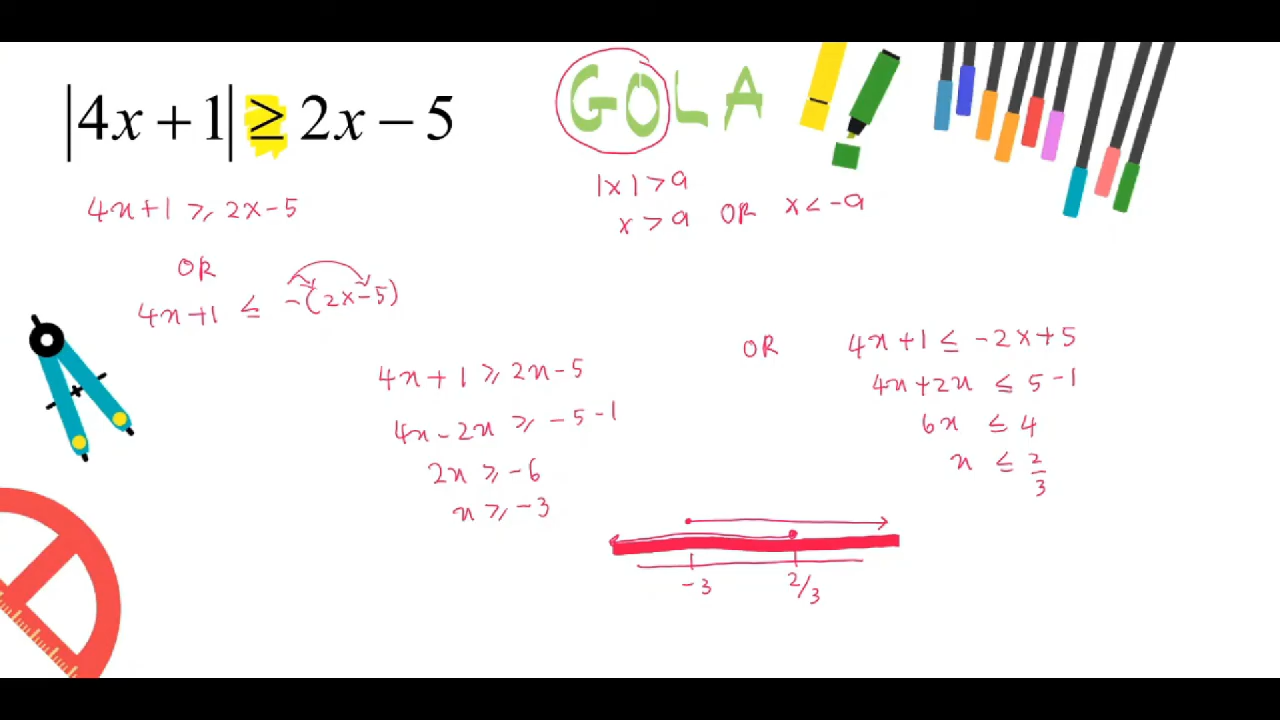 |4x + 1| ≥ 2x − 5
GOLA
|x| > a
x > a OR x < -a
4x+1 ≥ 2x-5
OR
4x+1 ≤ -(2x-5)
4x+1 ≥ 2x-5
4x-2x ≥ -5-1
2x ≥ -6
x ≥ -3
OR
4x+1 ≤ -2x+5
4x+2x ≤ 5-1
6x ≤ 4
x ≤ 2/3
-3 2/3